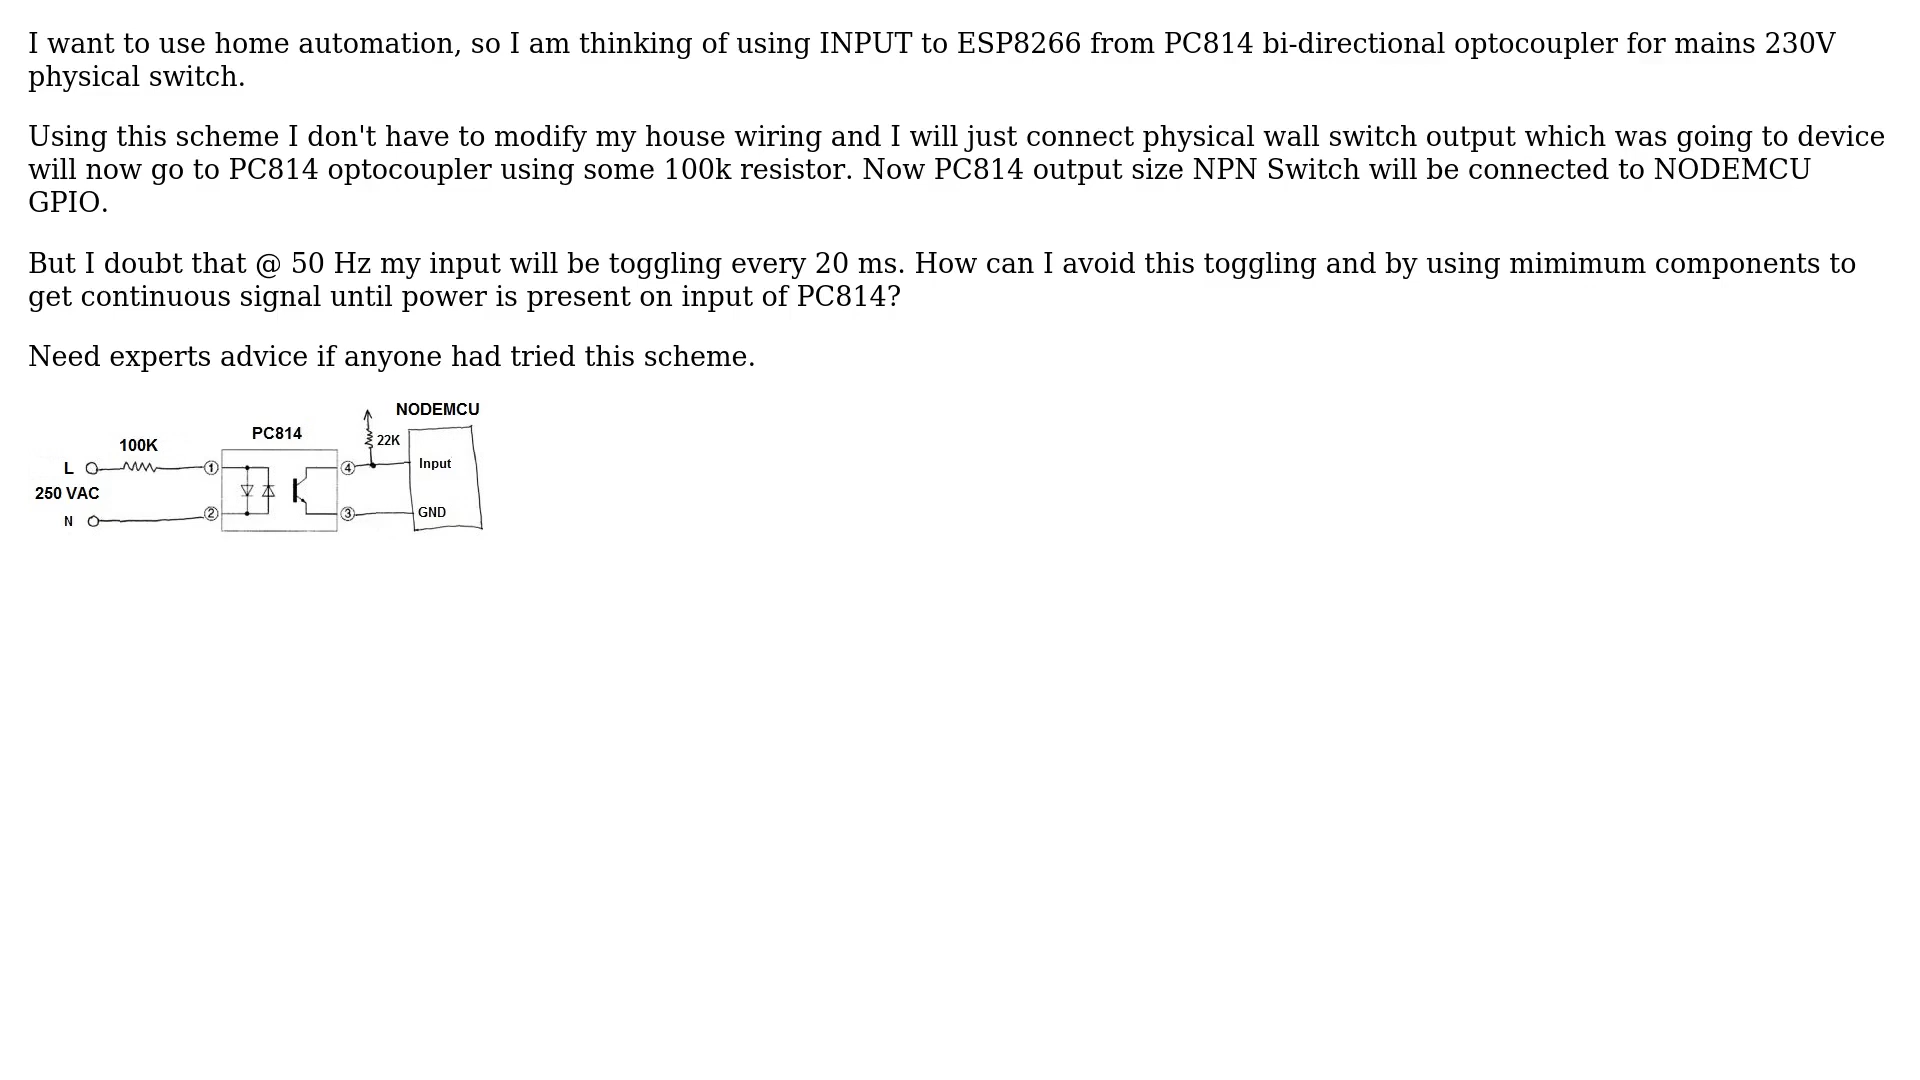 I want to use home automation, so I am thinking of using INPUT to ESP8266 from PC814 bi-directional optocoupler for mains 230V
physical switch.
Using this scheme I don't have to modify my house wiring and I will just connect physical wall switch output which was going to device
will now go to PC814 optocoupler using some 100k resistor. Now PC814 output size NPN Switch will be connected to NODEMCU
GPIO.
But I doubt that @ 50 Hz my input will be toggling every 20 ms. How can I avoid this toggling and by using mimimum components to
get continuous signal until power is present on input of PC814?
Need experts advice if anyone had tried this scheme.
NODEMCU
PC814
22K
100K
L
1
4
Input
250 VAC
N
2
3
GND